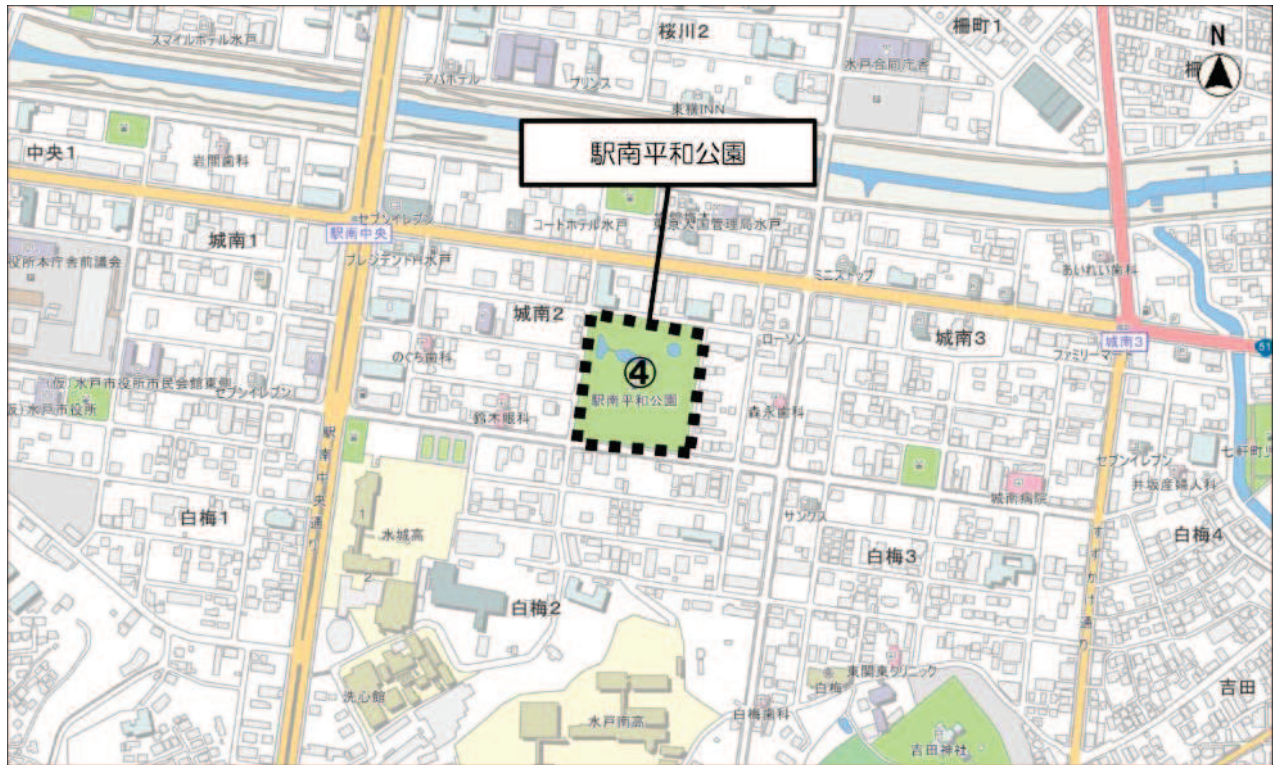 桜川2
柵町1
N
スマイルホテル水戸
アパホテル
プリンス
水戸合同庁舎
東横INN
駅南平和公園
中央1
岩間歯科
セブンイレブン
駅南中央
コートホテル水戸
東京入国管理局水戸
城南1
プレジデントH水戸
ミニストップ
あいれい歯科
役所本庁舎前議会
城南2
ローソン
城南3
城南3
51
のぐち歯科
ファミリーマート
④
駅南平和公園
(仮)水戸市役所市民会館東側
セブンイレブン
仮)水戸市役所
鈴木眼科
森永歯科
駅南中央通り
セブンイレブン
七軒町
井坂産婦人科
城南病院
白梅1
1
水城高
2
サンクス
白梅3
白梅4
白梅2
東関東クリニック
白梅
洗心館
水戸南高
白梅歯科
吉田
吉田神社